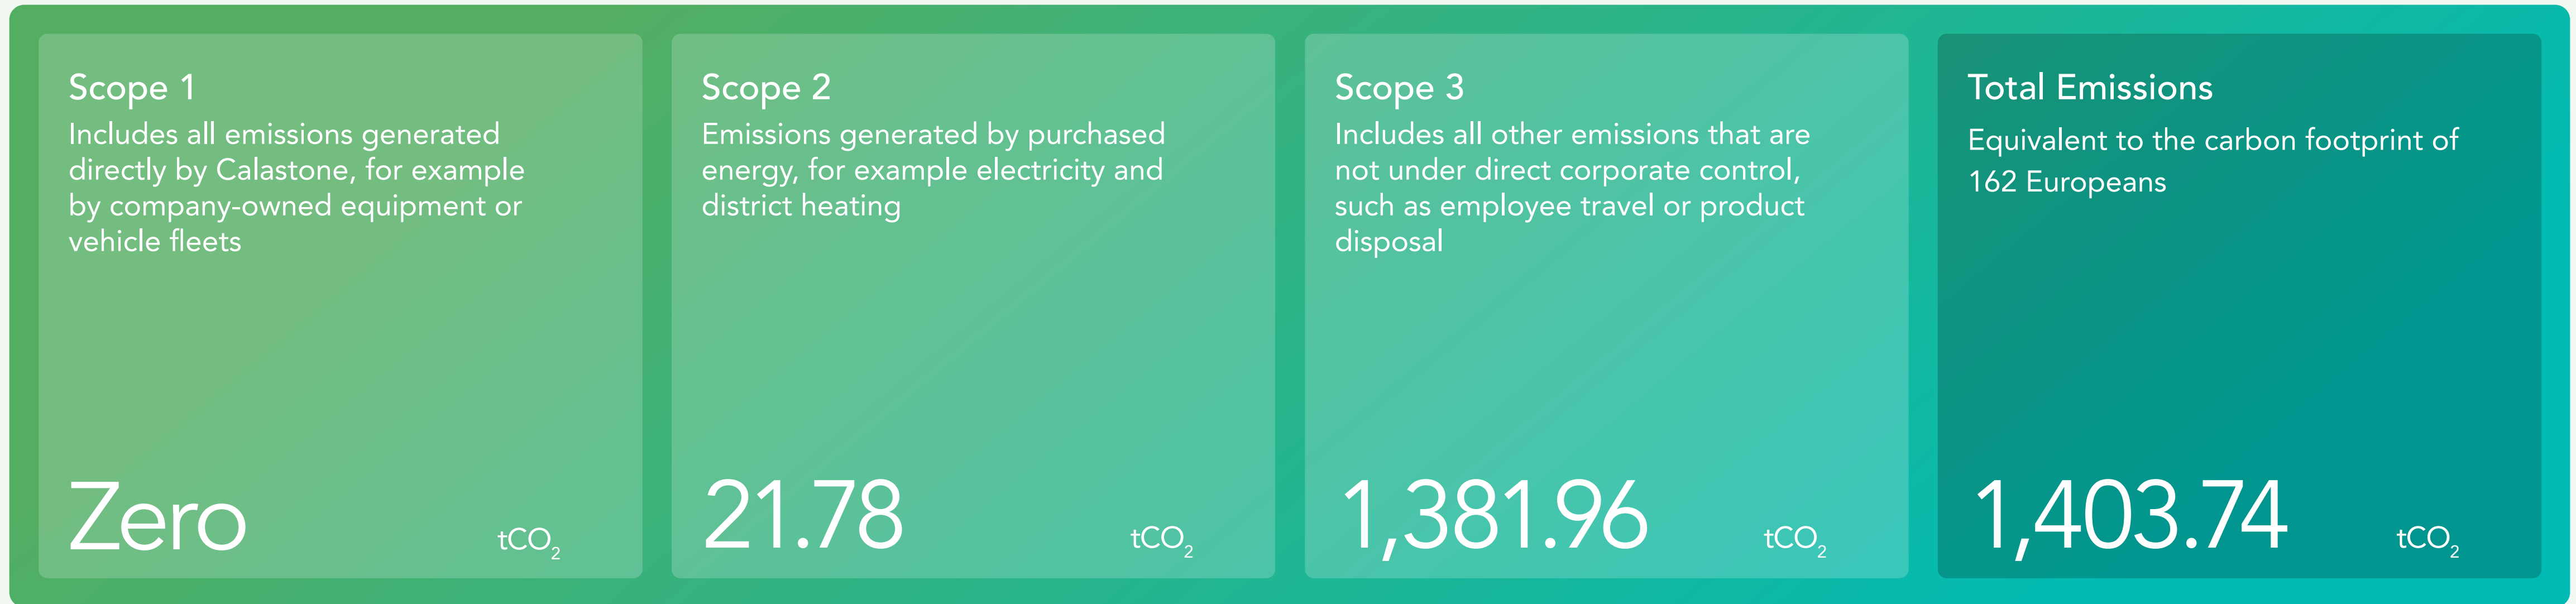 Scope 1
Includes all emissions generated
directly by Calastone, for example
by company-owned equipment or
vehicle fleets
Zero tCO₂
Scope 2
Emissions generated by purchased
energy, for example electricity and
district heating
21.78 tCO₂
Scope 3
Includes all other emissions that are
not under direct corporate control,
such as employee travel or product
disposal
1,381.96 tCO₂
Total Emissions
Equivalent to the carbon footprint of
162 Europeans
1,403.74 tCO₂